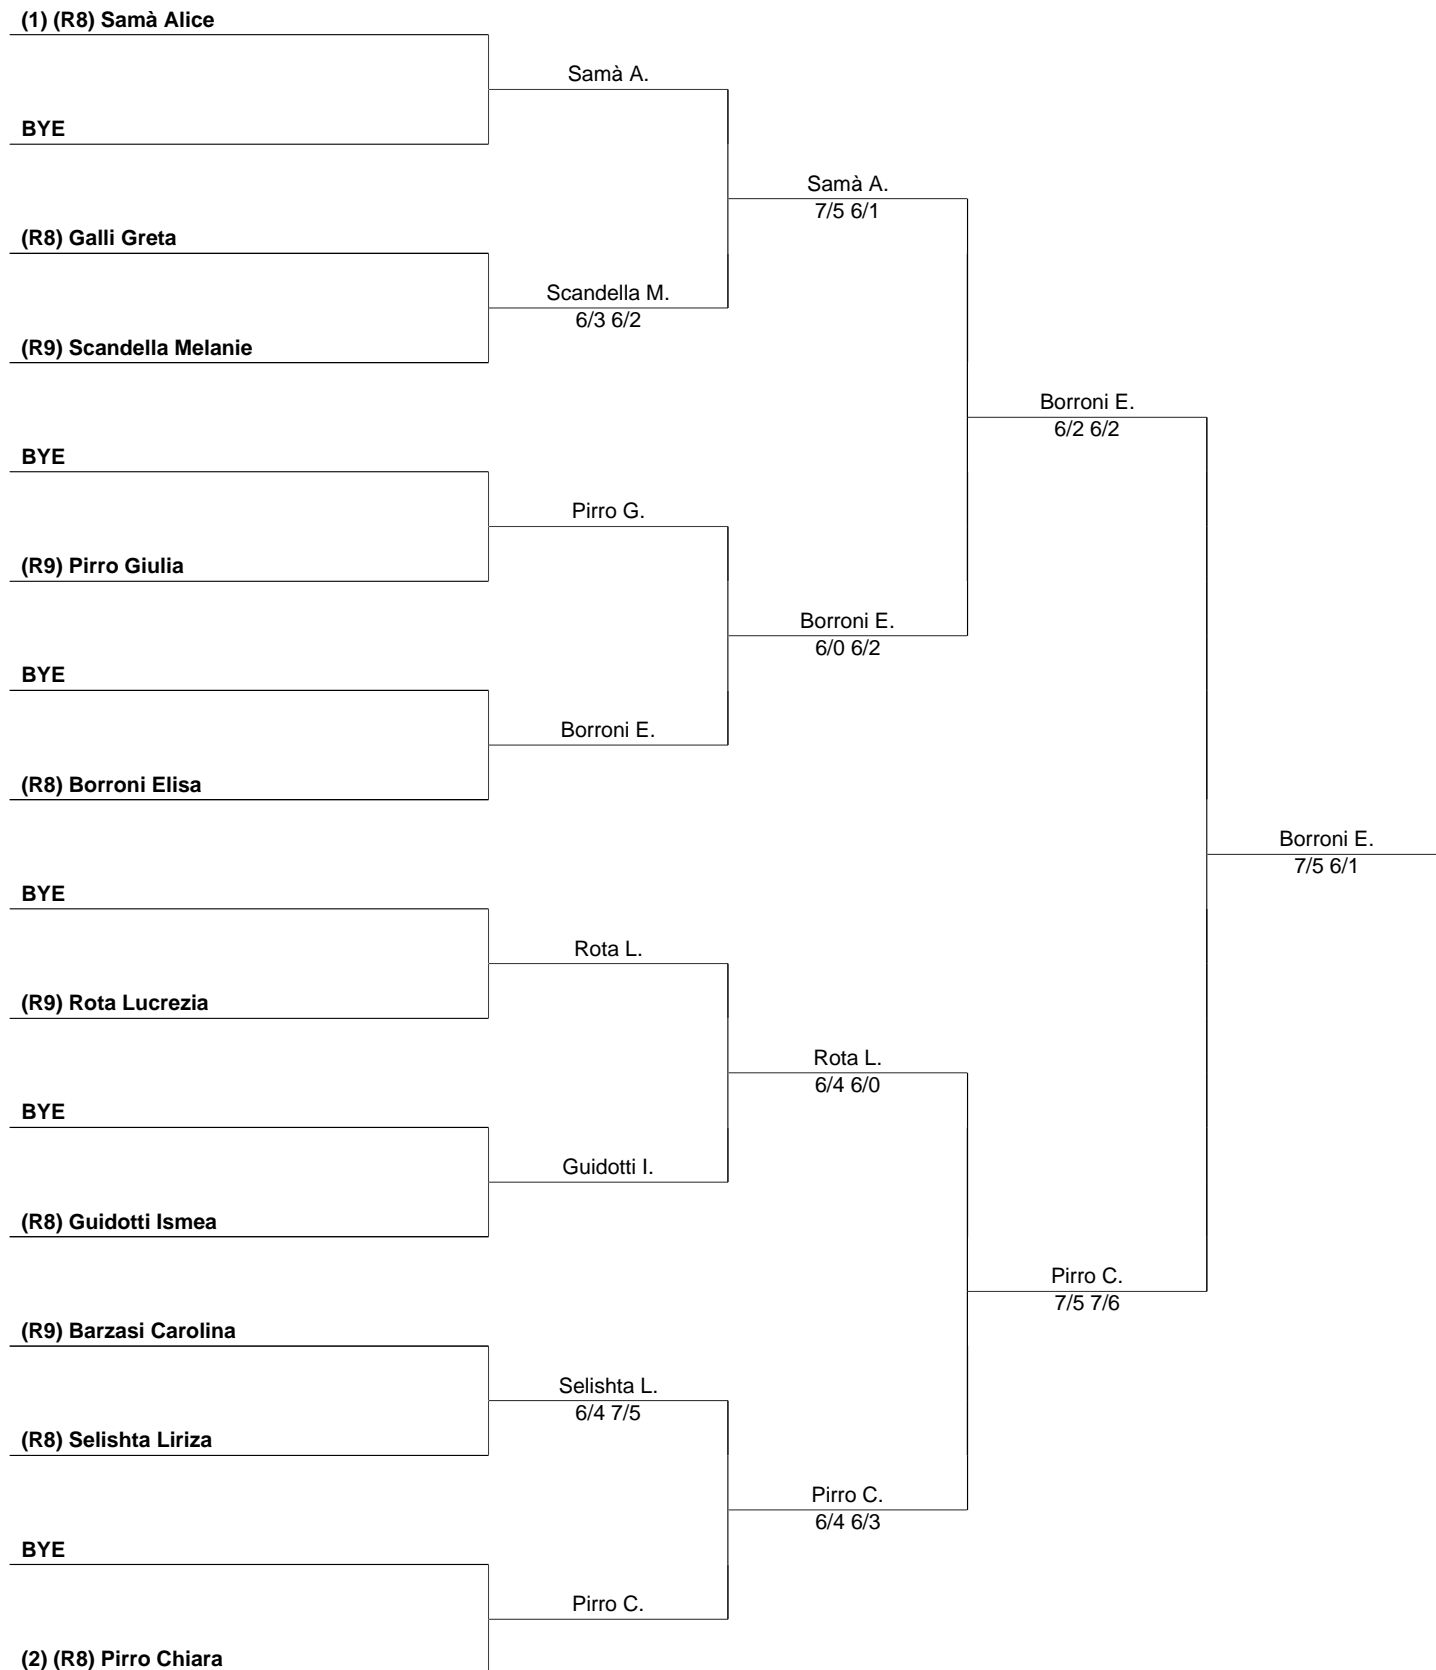 (1) (R8) Samà Alice
Samà A.
BYE
Samà A.
7/5 6/1
(R8) Galli Greta
Scandella M.
6/3 6/2
(R9) Scandella Melanie
Borroni E.
6/2 6/2
BYE
Pirro G.
(R9) Pirro Giulia
Borroni E.
6/0 6/2
BYE
Borroni E.
(R8) Borroni Elisa
Borroni E.
7/5 6/1
BYE
Rota L.
(R9) Rota Lucrezia
Rota L.
6/4 6/0
BYE
Guidotti I.
(R8) Guidotti Ismea
Pirro C.
7/5 7/6
(R9) Barzasi Carolina
Selishta L.
6/4 7/5
(R8) Selishta Liriza
Pirro C.
6/4 6/3
BYE
Pirro C.
(2) (R8) Pirro Chiara